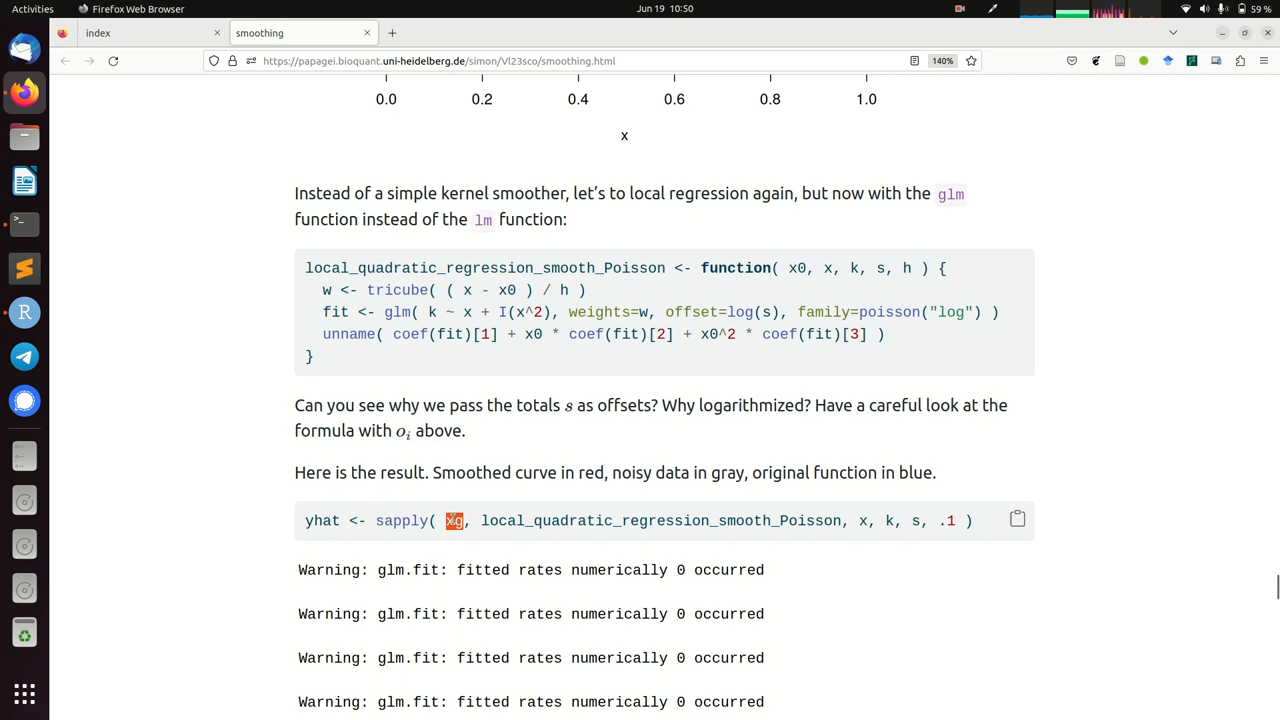 Activities
Firefox Web Browser
Jun 19 10:50
59 %
index
smoothing
https://papagei.bioquant.uni-heidelberg.de/simon/Vl23sco/smoothing.html
140%
0.0 0.2 0.4 0.6 0.8 1.0
x
Instead of a simple kernel smoother, let’s to local regression again, but now with the glm
function instead of the lm function:
local_quadratic_regression_smooth_Poisson <- function( x0, x, k, s, h ) {
w <- tricube( ( x - x0 ) / h )
fit <- glm( k ~ x + I(x^2), weights=w, offset=log(s), family=poisson("log") )
unname( coef(fit)[1] + x0 * coef(fit)[2] + x0^2 * coef(fit)[3] )
}
Can you see why we pass the totals s as offsets? Why logarithmized? Have a careful look at the
formula with oᵢ above.
Here is the result. Smoothed curve in red, noisy data in gray, original function in blue.
yhat <- sapply( xg, local_quadratic_regression_smooth_Poisson, x, k, s, .1 )
Warning: glm.fit: fitted rates numerically 0 occurred
Warning: glm.fit: fitted rates numerically 0 occurred
Warning: glm.fit: fitted rates numerically 0 occurred
Warning: glm.fit: fitted rates numerically 0 occurred